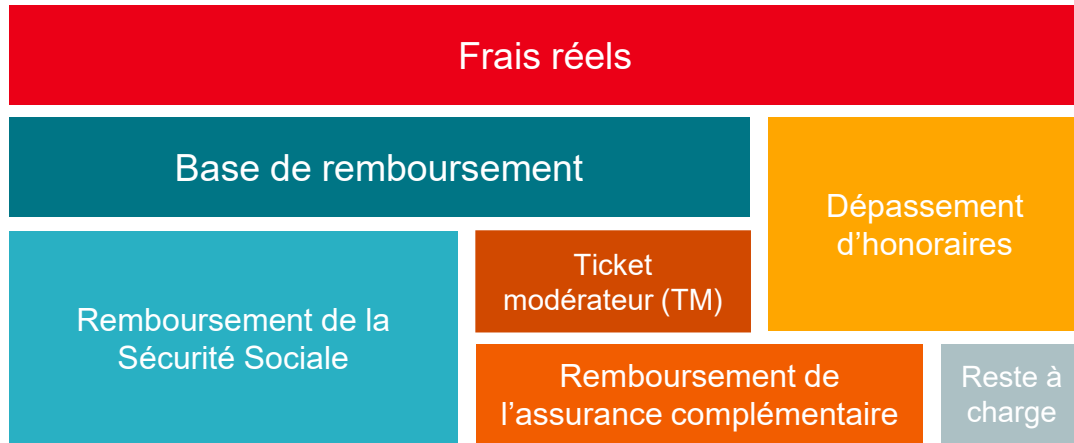 Frais réels
Base de remboursement
Dépassement
d’honoraires
Ticket
modérateur (TM)
Remboursement de la
Sécurité Sociale
Remboursement de
l’assurance complémentaire
Reste à
charge